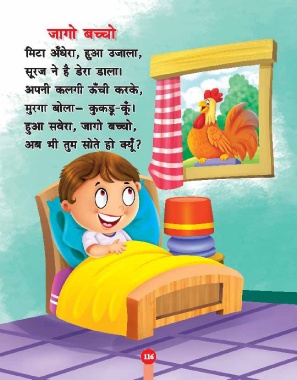 जागो बच्चो
मिटा अँधेरा, हुआ उजाला,
सूरज ने है डेरा डाला।
अपनी कलगी ऊँची करके,
मुरगा बोला– कुकड़ू-कूँ।
हुआ सवेरा, जागो बच्चो,
अब भी तुम सोते हो क्यूँ?
116